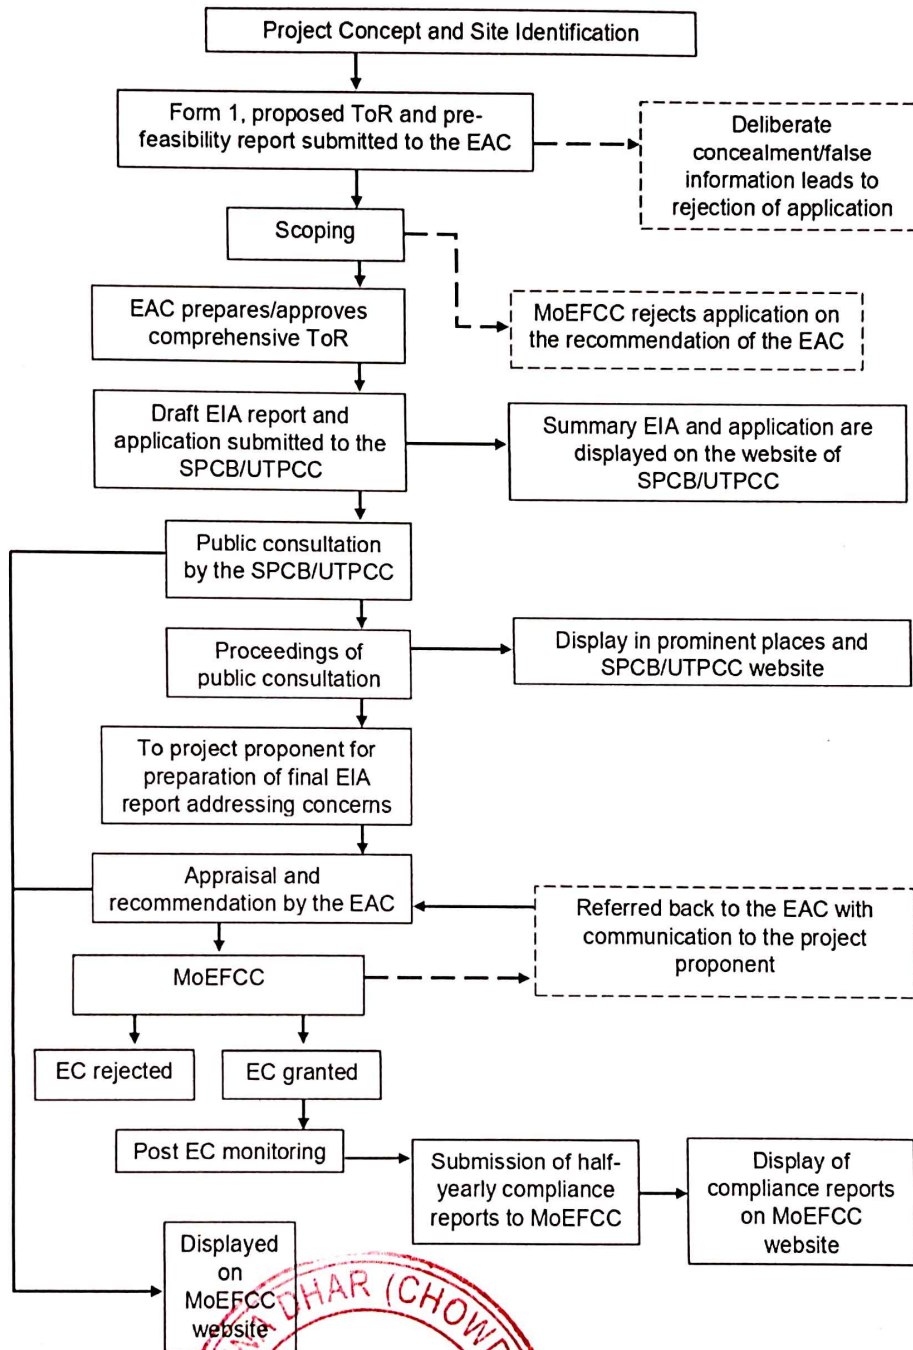 Project Concept and Site Identification
Form 1, proposed ToR and pre-
feasibility report submitted to the EAC
Deliberate
concealment/false
information leads to
rejection of application
Scoping
EAC prepares/approves
comprehensive ToR
MoEFCC rejects application on
the recommendation of the EAC
Draft EIA report and
application submitted to the
SPCB/UTPCC
Summary EIA and application are
displayed on the website of
SPCB/UTPCC
Public consultation
by the SPCB/UTPCC
Proceedings of
public consultation
Display in prominent places and
SPCB/UTPCC website
To project proponent for
preparation of final EIA
report addressing concerns
Appraisal and
recommendation by the EAC
Referred back to the EAC with
communication to the project
proponent
MoEFCC
EC rejected
EC granted
Post EC monitoring
Submission of half-
yearly compliance
reports to MoEFCC
Display of
compliance reports
on MoEFCC
website
Displayed
on
MoEFCC
website
DHAR